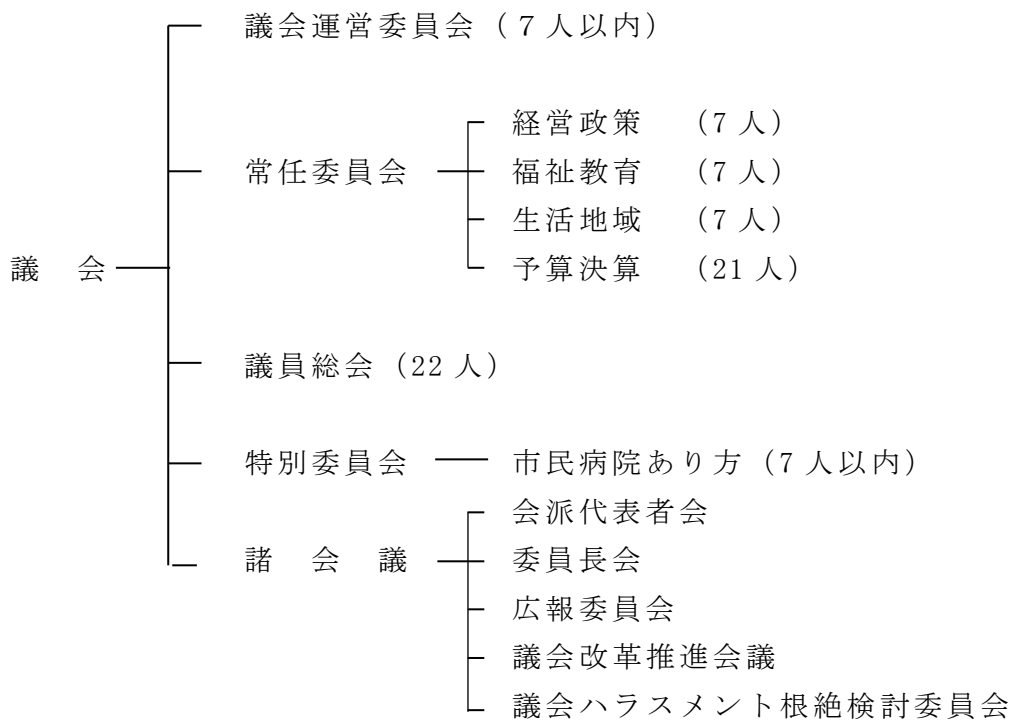 議会運営委員会（７人以内）
経営政策　（7人）
常任委員会　福祉教育　（7人）
生活地域　（7人）
議　会　予算決算　（21人）
議員総会（22人）
特別委員会　市民病院あり方（7人以内）
会派代表者会
諸　会　議　委員長会
広報委員会
議会改革推進会議
議会ハラスメント根絶検討委員会